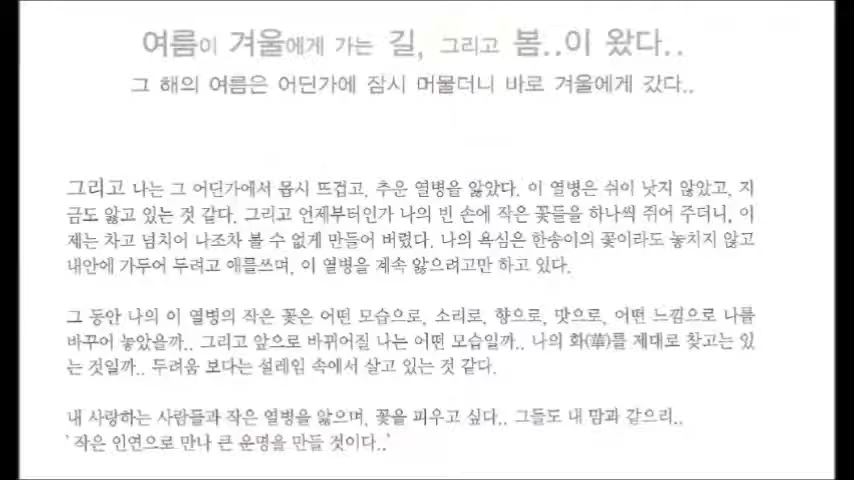 여름이 겨울에게 가는 길, 그리고 봄..이 왔다..
그 해의 여름은 어딘가에 잠시 머물더니 바로 겨울에게 갔다..
그리고 나는 그 어딘가에서 몹시 뜨겁고, 추운 열병을 앓았다. 이 열병은 쉬이 낫지 않았고, 지
금도 앓고 있는 것 같다. 그리고 언제부터인가 나의 빈 손에 작은 꽃들을 하나씩 쥐어 주더니, 이
제는 차고 넘치어 나조차 볼 수 없게 만들어 버렸다. 나의 욕심은 한송이의 꽃이라도 놓치지 않고
내안에 가두어 두려고 애를쓰며, 이 열병을 계속 앓으려고만 하고 있다.
그 동안 나의 이 열병의 작은 꽃은 어떤 모습으로, 소리로, 향으로, 맛으로, 어떤 느낌으로 나를
바꾸어 놓았을까.. 그리고 앞으로 바뀌어질 나는 어떤 모습일까.. 나의 화(華)를 제대로 찾고는 있
는 것일까.. 두려움 보다는 설레임 속에서 살고 있는 것 같다.
내 사랑하는 사람들과 작은 열병을 앓으며, 꽃을 피우고 싶다.. 그들도 내 맘과 같으리..
' 작은 인연으로 만나 큰 운명을 만들 것이다..'